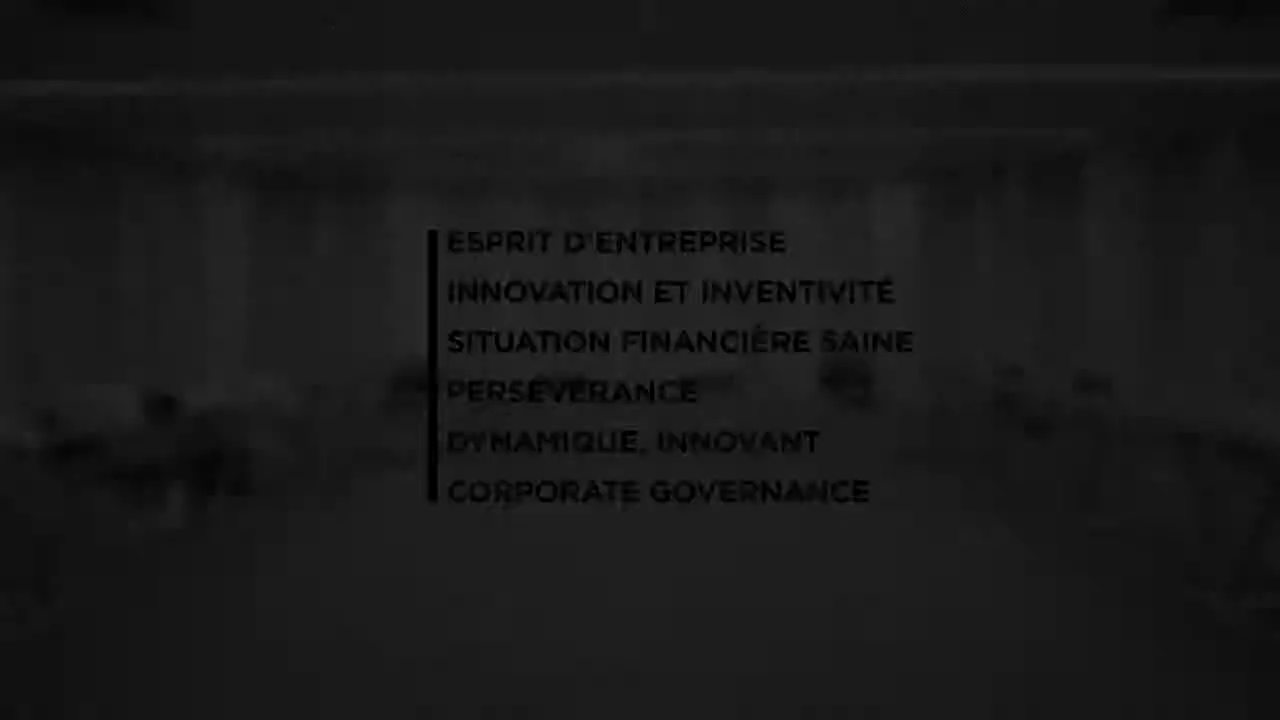 ESPRIT D'ENTREPRISE
INNOVATION ET INVENTIVITÉ
SITUATION FINANCIÈRE SAINE
PERSÉVÉRANCE
DYNAMIQUE, INNOVANT
CORPORATE GOVERNANCE